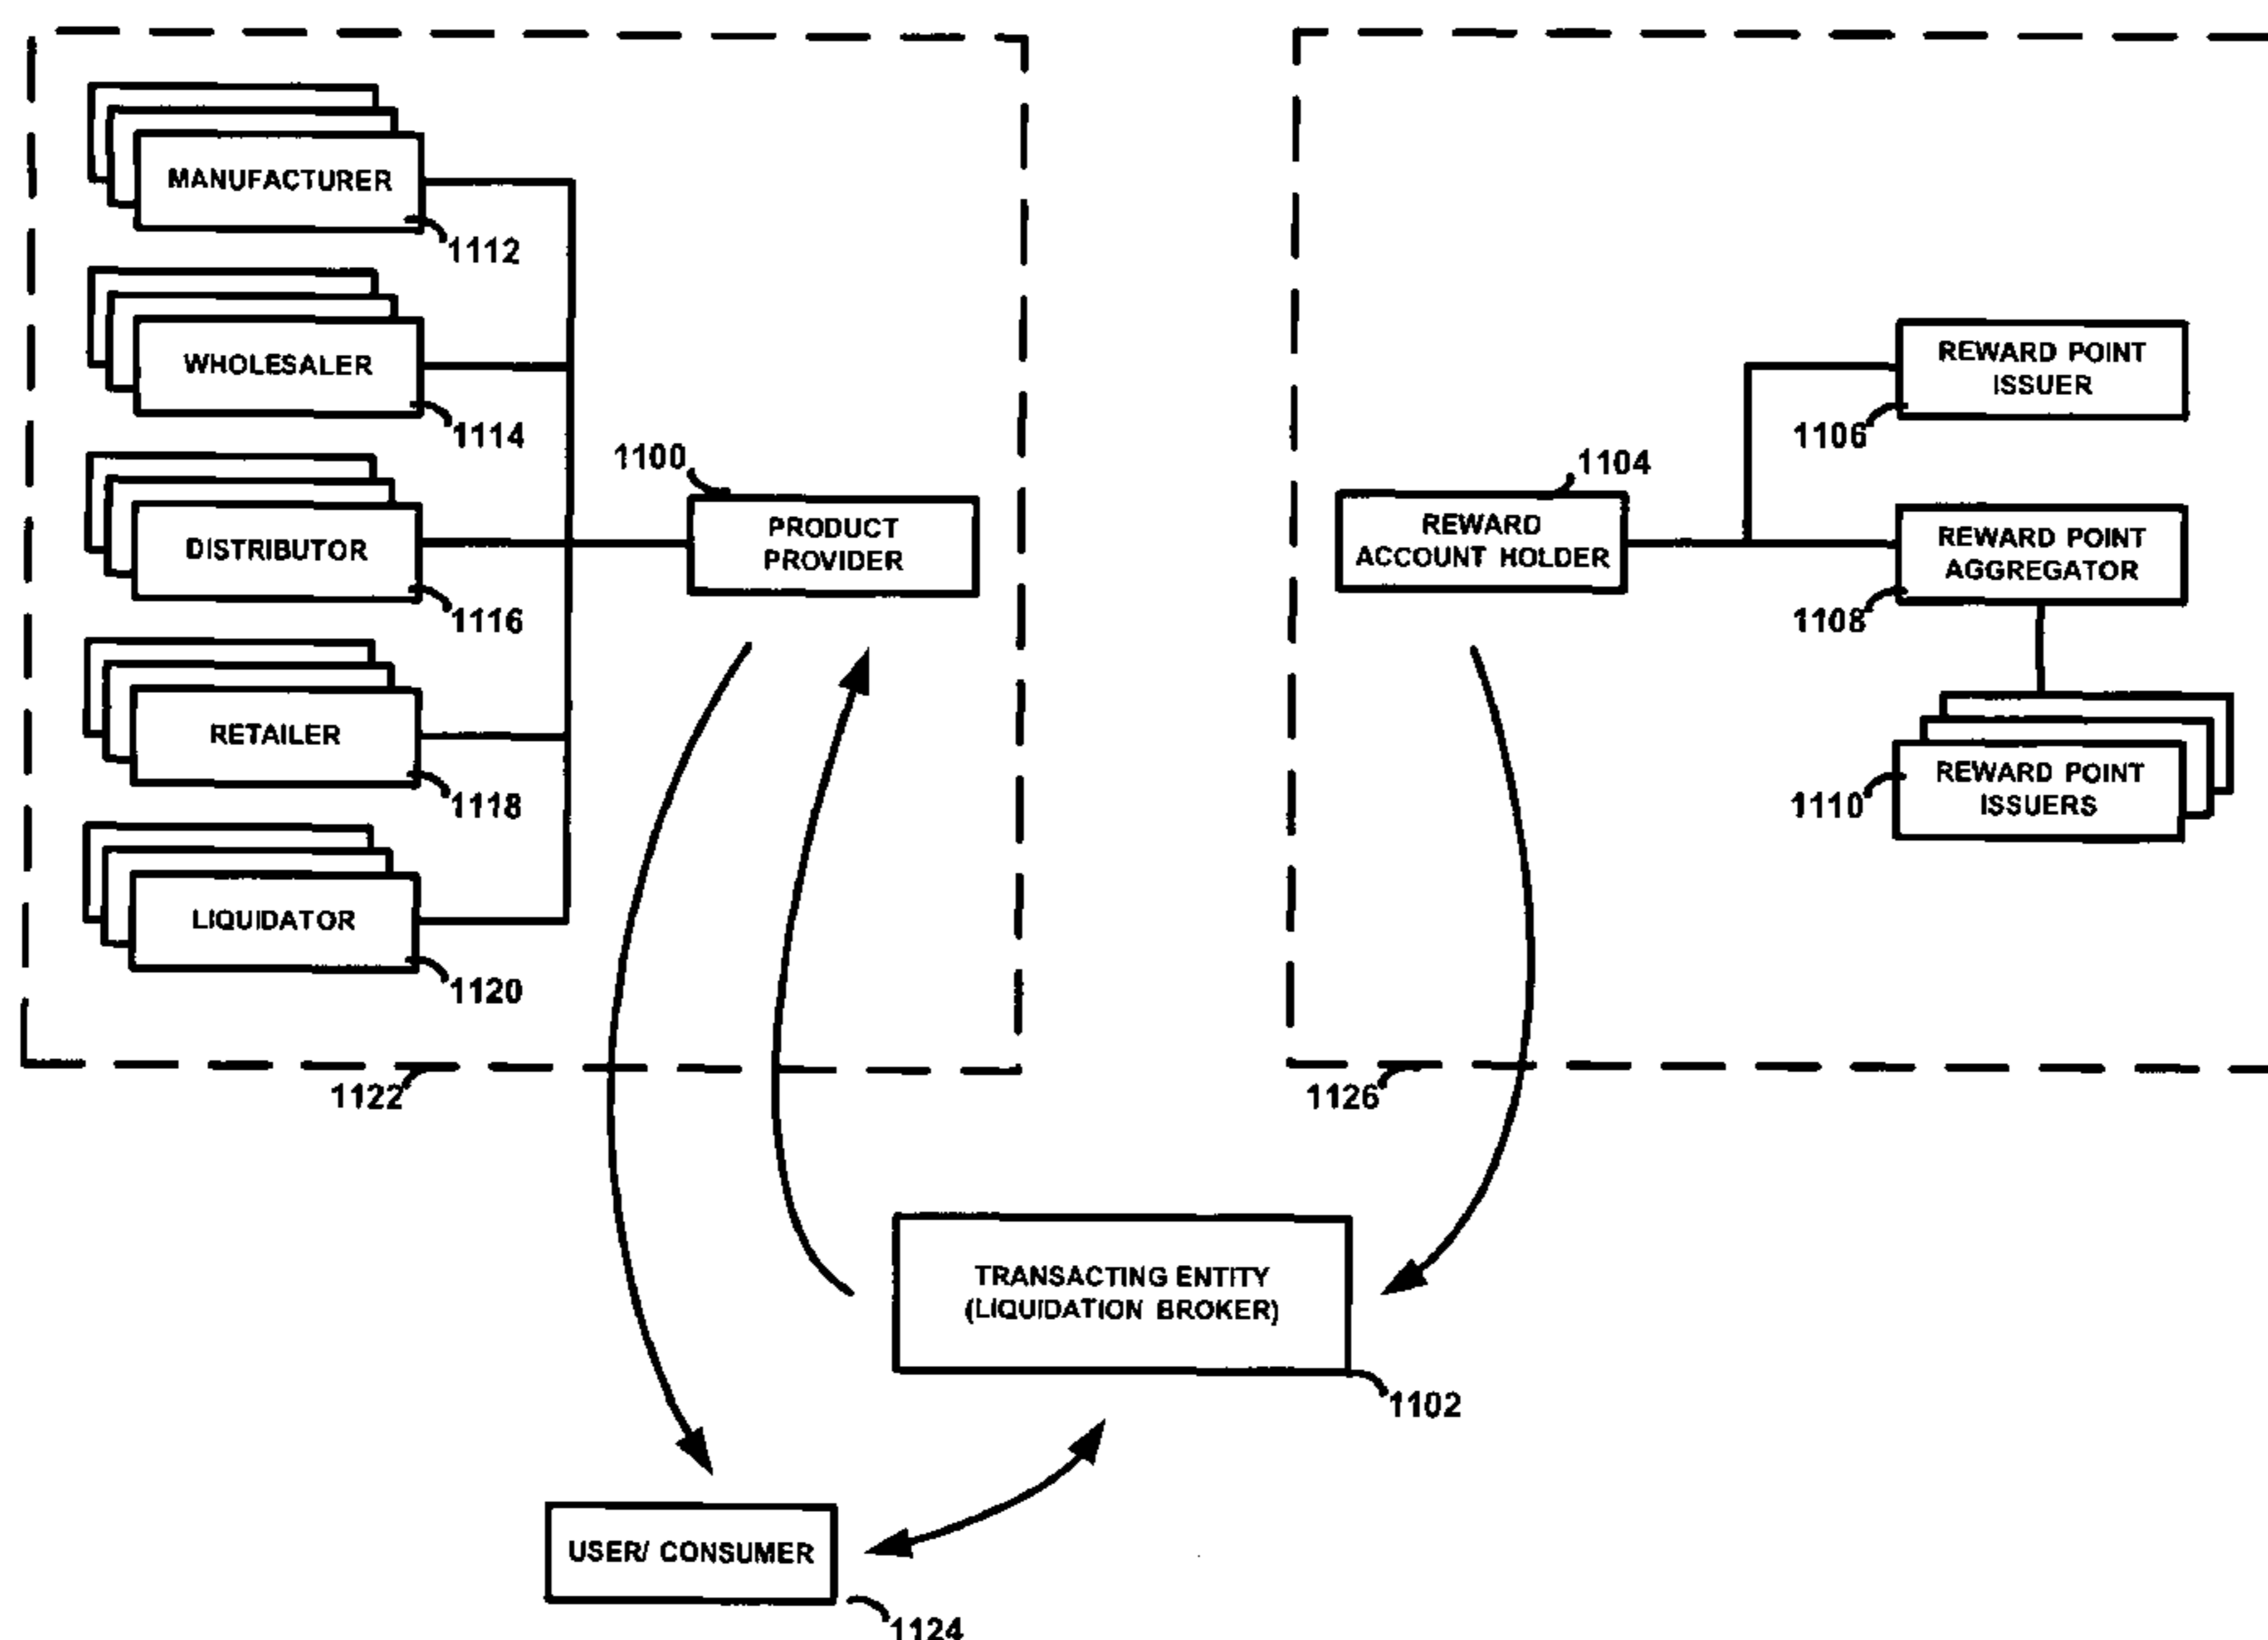 MANUFACTURER
1112
WHOLESALER
1114
DISTRIBUTOR
1116
RETAILER
1118
LIQUIDATOR
1120
1100
PRODUCT
PROVIDER
1122
1104
REWARD
ACCOUNT HOLDER
REWARD POINT
ISSUER
1106
REWARD POINT
AGGREGATOR
1108
REWARD POINT
ISSUERS
1110
1126
TRANSACTING ENTITY
(LIQUIDATION BROKER)
1102
USER/ CONSUMER
1124